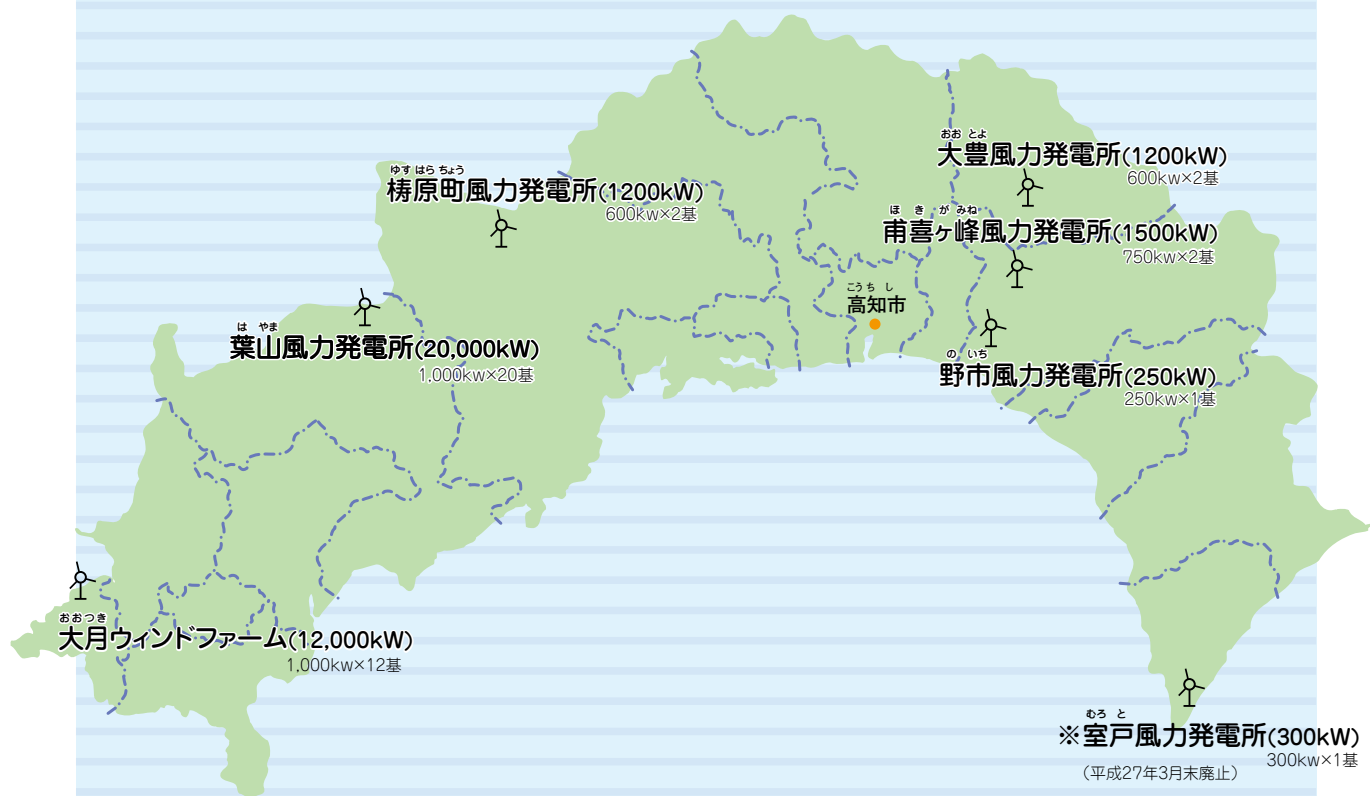 おお とよ
大豊風力発電所(1200kW)
600kw×2基
ゆす はら ちょう
梼原町風力発電所(1200kW)
600kw×2基
ほ き が みね
甫喜ヶ峰風力発電所(1500kW)
750kw×2基
こう ち し
高知市
は やま
葉山風力発電所(20,000kW)
1,000kw×20基
の いち
野市風力発電所(250kW)
250kw×1基
おおつき
大月ウィンドファーム(12,000kW)
1,000kw×12基
むろ と
※室戸風力発電所(300kW)
300kw×1基
(平成27年3月末廃止)